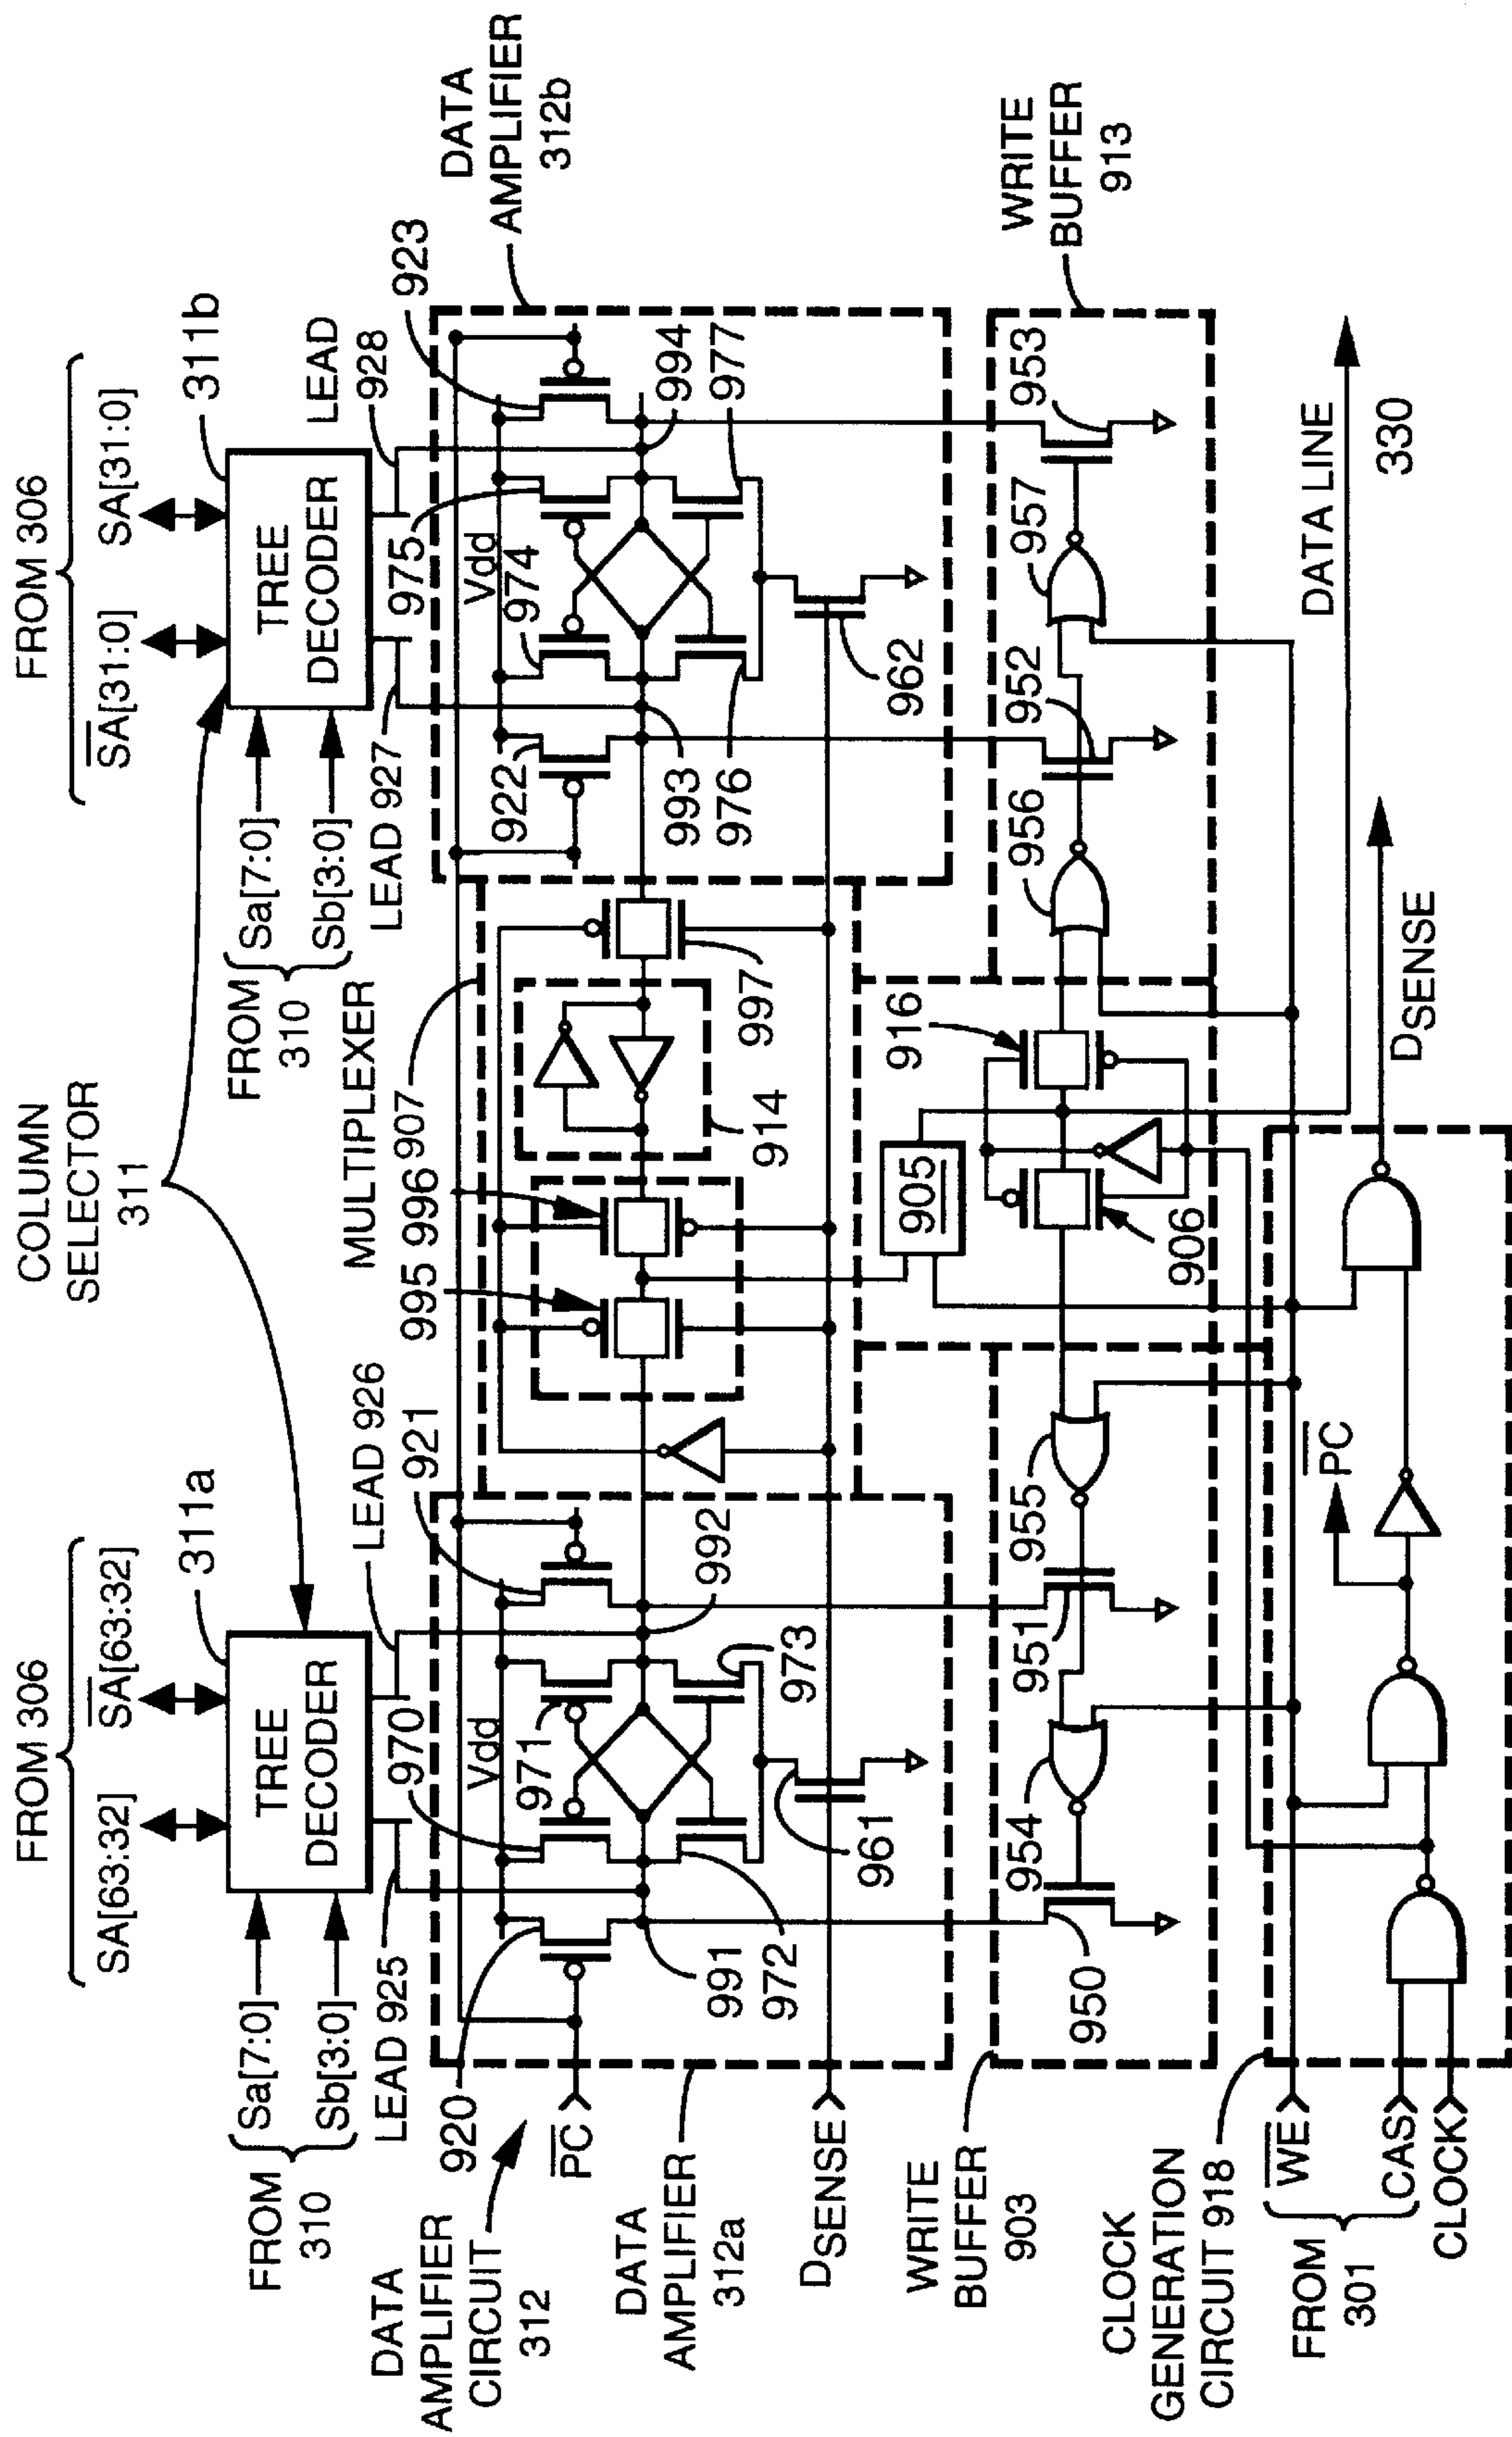 COLUMN
SELECTOR
311
FROM 306
SA[63:32]
S̅A[63:32]
311a
TREE
DECODER
Sa[7:0]
Sb[3:0]
FROM
310
LEAD 925
LEAD 926
FROM 306
S̅A[31:0]
SA[31:0]
311b
TREE
DECODER
Sa[7:0]
Sb[3:0]
FROM
310
LEAD 927
LEAD
928
DATA
AMPLIFIER
CIRCUIT
312
920
970
921
Vdd
971
P̅C̅
991
972
992
973
961
DATA
AMPLIFIER
312a
DSENSE
MULTIPLEXER
907
995
996
914
997
DATA
AMPLIFIER
312b
922
974
Vdd
975
923
993
976
994
977
962
WRITE
BUFFER
903
950
954
951
955
905
906
916
WRITE
BUFFER
913
956
952
957
953
DATA LINE
330
CLOCK
GENERATION
CIRCUIT 918
FROM
301
W̅E̅
CAS
CLOCK
P̅C̅
DSENSE